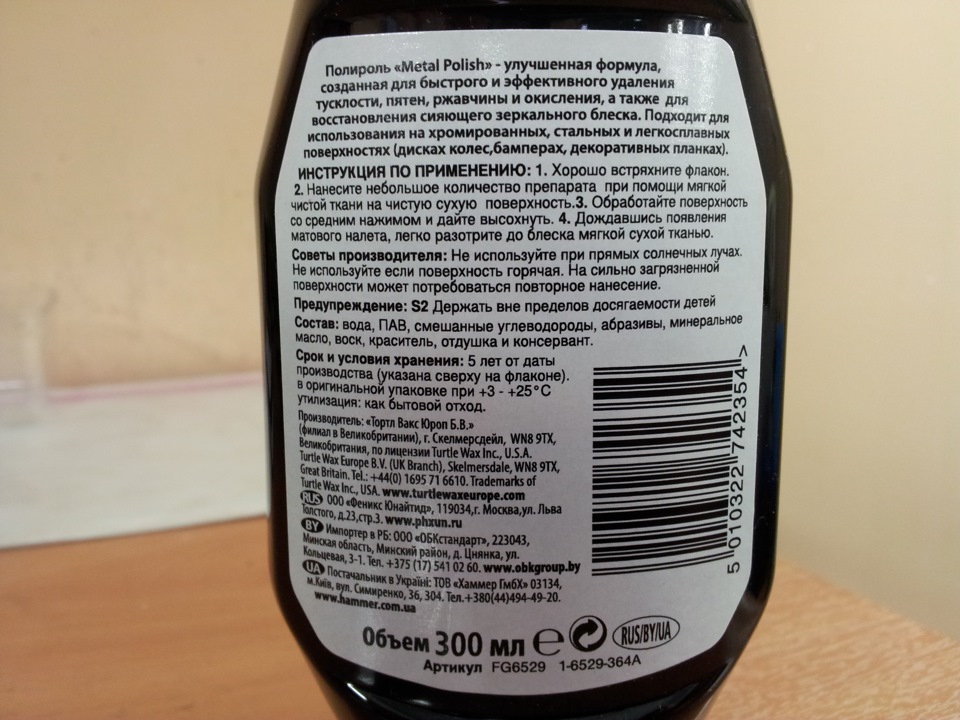 Полироль «Metal Polish» - улучшенная формула,
созданная для быстрого и эффективного удаления
тусклости, пятен, ржавчины и окисления, а также для
восстановления сияющего зеркального блеска. Подходит для
использования на хромированных, стальных и легкосплавных
поверхностях (дисках колес,бамперах, декоративных планках).
ИНСТРУКЦИЯ ПО ПРИМЕНЕНИЮ: 1. Хорошо встряхните флакон.
2. Нанесите небольшое количество препарата при помощи мягкой
чистой ткани на чистую сухую поверхность.3. Обработайте поверхность
со средним нажимом и дайте высохнуть. 4. Дождавшись появления
матового налета, легко разотрите до блеска мягкой сухой тканью.
Советы производителя: Не используйте при прямых солнечных лучах.
Не используйте если поверхность горячая. На сильно загрязненной
поверхности может потребоваться повторное нанесение.
Предупреждение: S2 Держать вне пределов досягаемости детей
Состав: вода, ПАВ, смешанные углеводороды, абразивы, минеральное
масло, воск, краситель, отдушка и консервант.
Срок и условия хранения: 5 лет от даты
производства (указана сверху на флаконе).
в оригинальной упаковке при +3 - +25°C
утилизация: как бытовой отход.
Производитель: «Тортл Вакс Юроп Б.В.»
(филиал в Великобритании), г. Скелмерсдейл, WN8 9TX,
Великобритания, по лицензии Turtle Wax Inc., U.S.A.
Turtle Wax Europe B.V. (UK Branch), Skelmersdale, WN8 9TX,
Great Britain. Tel.: +44(0) 1695 71 6610. Trademarks of
Turtle Wax Inc., USA. www.turtlewaxeurope.com
RUS ООО «Феникс Юнайтид», 119034,г. Москва,ул. Льва
Толстого, д.23,стр.3. www.phxun.ru
BY Импортер в РБ: ООО «ОБКстандарт», 223043,
Минская область, Минский район, д. Цнянка, ул.
Кольцевая, 3-1. Тел. +375 (17) 541 02 60. www.obkgroup.by
UA Постачальник в Україні: ТОВ «Хаммер ГмбХ» 03134,
м.Київ, вул. Симиренко, 36, 304. Тел.+380(44)494-49-20.
www.hammer.com.ua
5 010322 742354 >
Объем 300 мл ℮ RUS/BY/UA
Артикул FG6529 1-6529-364A